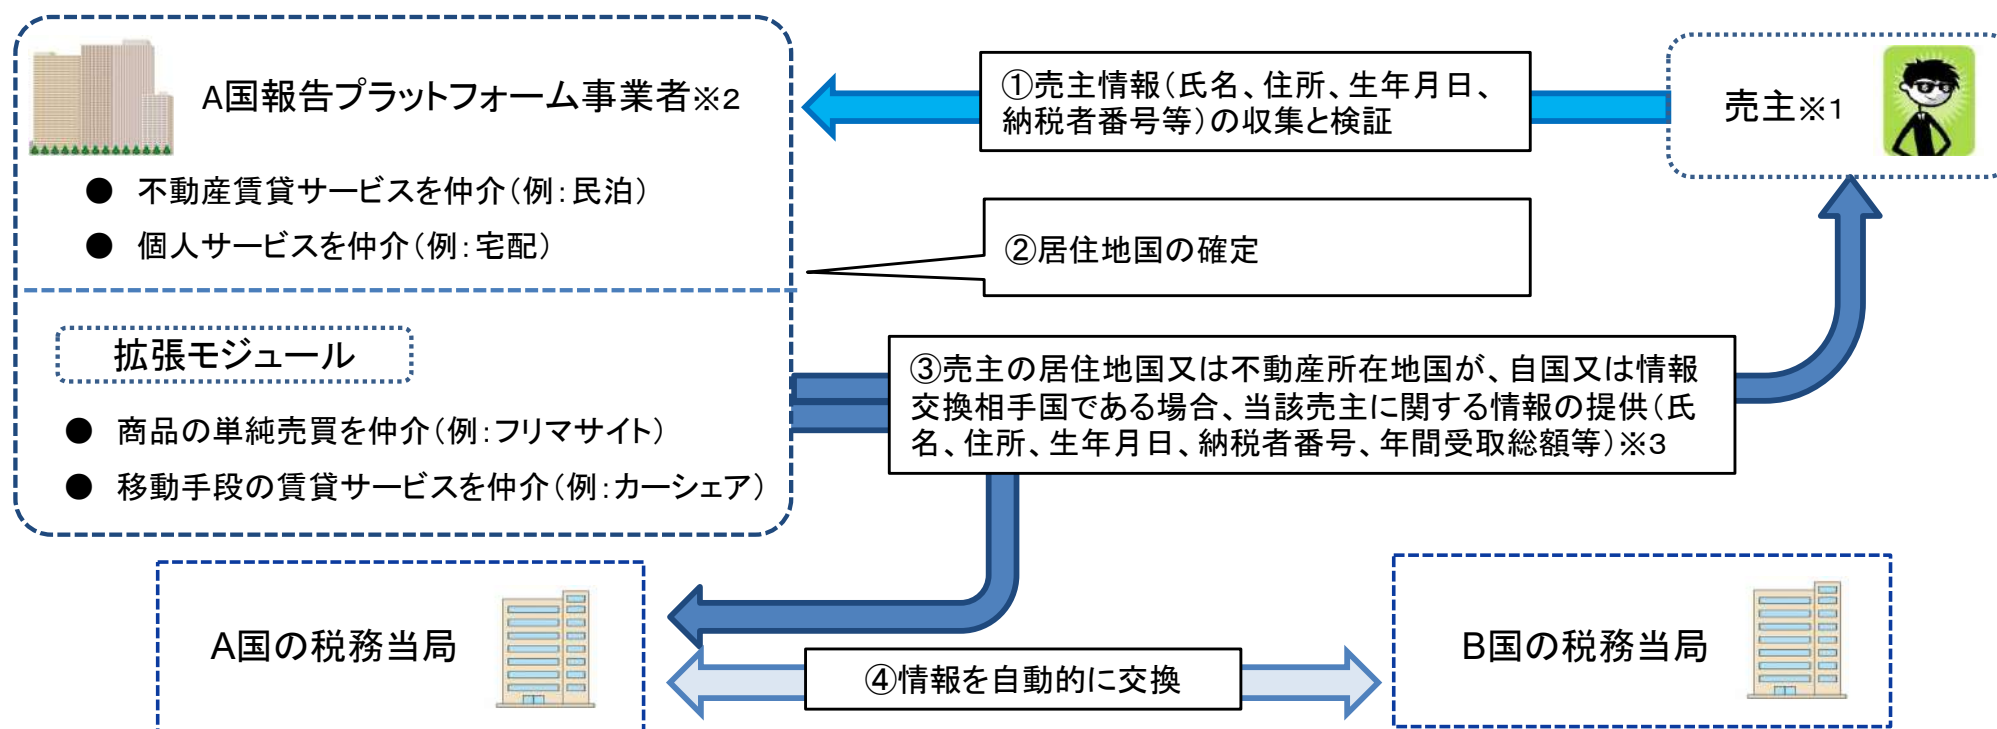 A国報告プラットフォーム事業者※2
● 不動産賃貸サービスを仲介(例:民泊)
● 個人サービスを仲介(例:宅配)
拡張モジュール
● 商品の単純売買を仲介(例:フリマサイト)
● 移動手段の賃貸サービスを仲介(例:カーシェア)
①売主情報(氏名、住所、生年月日、
納税者番号等)の収集と検証
売主※1
②居住地国の確定
③売主の居住地国又は不動産所在地国が、自国又は情報
交換相手国である場合、当該売主に関する情報の提供(氏
名、住所、生年月日、納税者番号、年間受取総額等)※3
A国の税務当局
④情報を自動的に交換
B国の税務当局